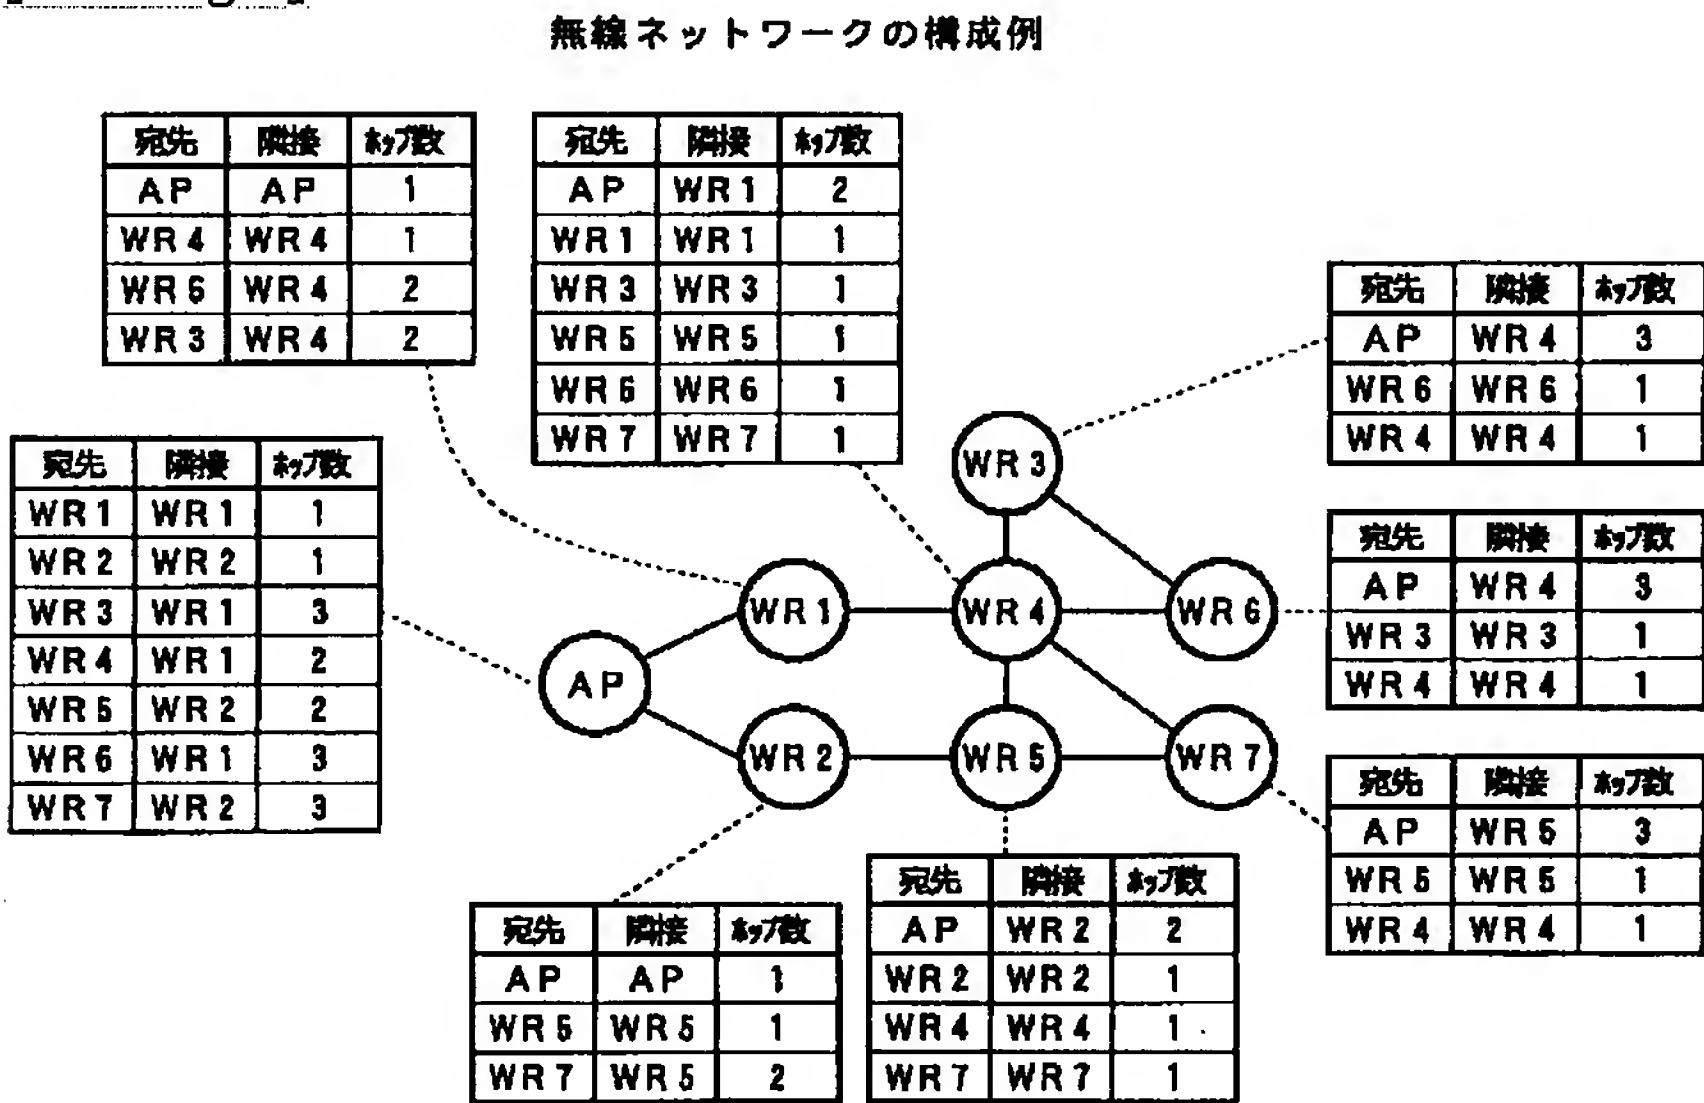 無線ネットワークの構成例
宛先 隣接 ホップ数
AP AP 1
WR4 WR4 1
WR6 WR4 2
WR3 WR4 2
宛先 隣接 ホップ数
AP WR1 2
WR1 WR1 1
WR3 WR3 1
WR5 WR5 1
WR6 WR6 1
WR7 WR7 1
宛先 隣接 ホップ数
AP WR4 3
WR6 WR6 1
WR4 WR4 1
宛先 隣接 ホップ数
WR1 WR1 1
WR2 WR2 1
WR3 WR1 3
WR4 WR1 2
WR5 WR2 2
WR6 WR1 3
WR7 WR2 3
WR3
WR1
WR4
WR6
AP
WR2
WR5
WR7
宛先 隣接 ホップ数
AP WR4 3
WR3 WR3 1
WR4 WR4 1
宛先 隣接 ホップ数
AP WR5 3
WR5 WR5 1
WR4 WR4 1
宛先 隣接 ホップ数
AP AP 1
WR5 WR5 1
WR7 WR5 2
宛先 隣接 ホップ数
AP WR2 2
WR2 WR2 1
WR4 WR4 1
WR7 WR7 1